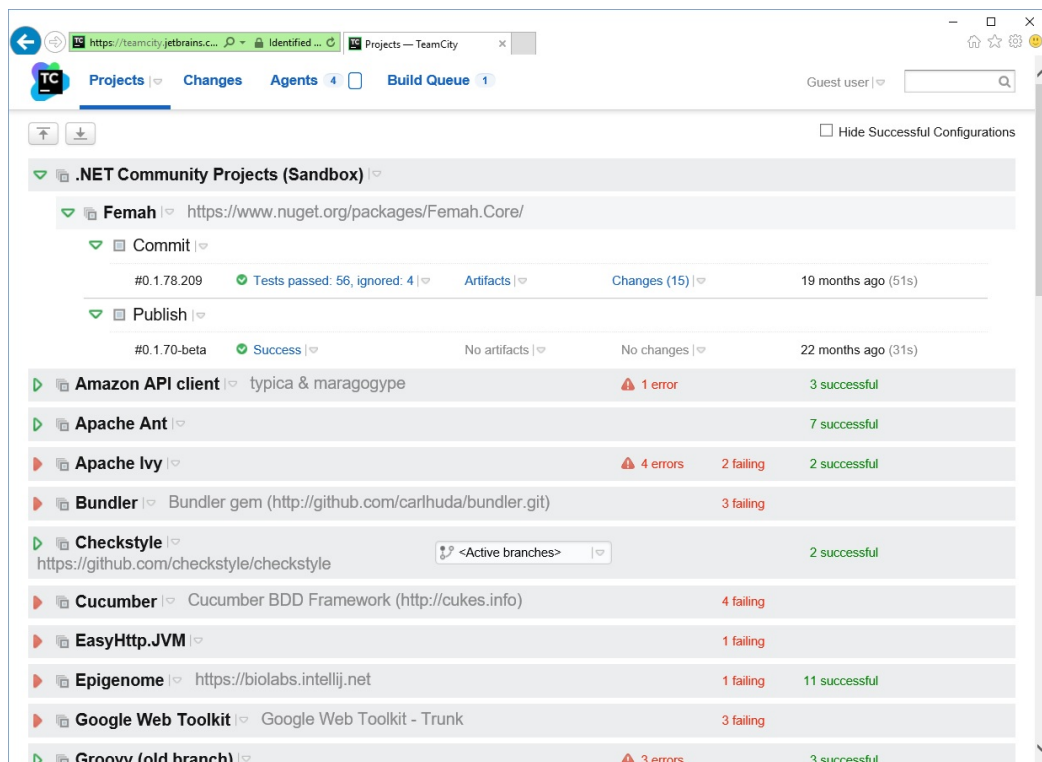 https://teamcity.jetbrains.c... Identified ... Projects — TeamCity
TC Projects Changes Agents 4 Build Queue 1 Guest user
Hide Successful Configurations
.NET Community Projects (Sandbox)
Femah https://www.nuget.org/packages/Femah.Core/
Commit
#0.1.78.209 Tests passed: 56, ignored: 4 Artifacts Changes (15) 19 months ago (51s)
Publish
#0.1.70-beta Success No artifacts No changes 22 months ago (31s)
Amazon API client typica & maragogype 1 error 3 successful
Apache Ant 7 successful
Apache Ivy 4 errors 2 failing 2 successful
Bundler Bundler gem (http://github.com/carlhuda/bundler.git) 3 failing
Checkstyle
https://github.com/checkstyle/checkstyle <Active branches> 2 successful
Cucumber Cucumber BDD Framework (http://cukes.info) 4 failing
EasyHttp.JVM 1 failing
Epigenome https://biolabs.intellij.net 1 failing 11 successful
Google Web Toolkit Google Web Toolkit - Trunk 3 failing
Groovy (old branch) 3 errors 3 successful